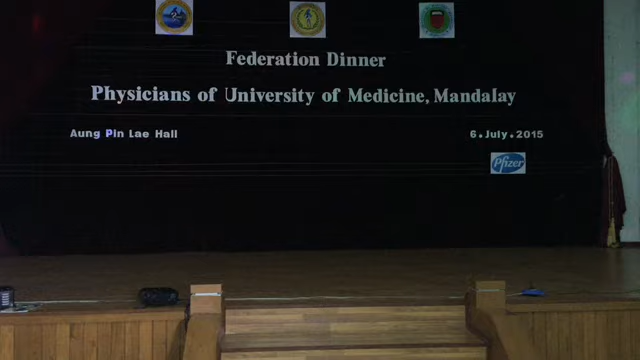 Federation Dinner
Physicians of University of Medicine, Mandalay
Aung Pin Lae Hall
6.July.2015
Pfizer